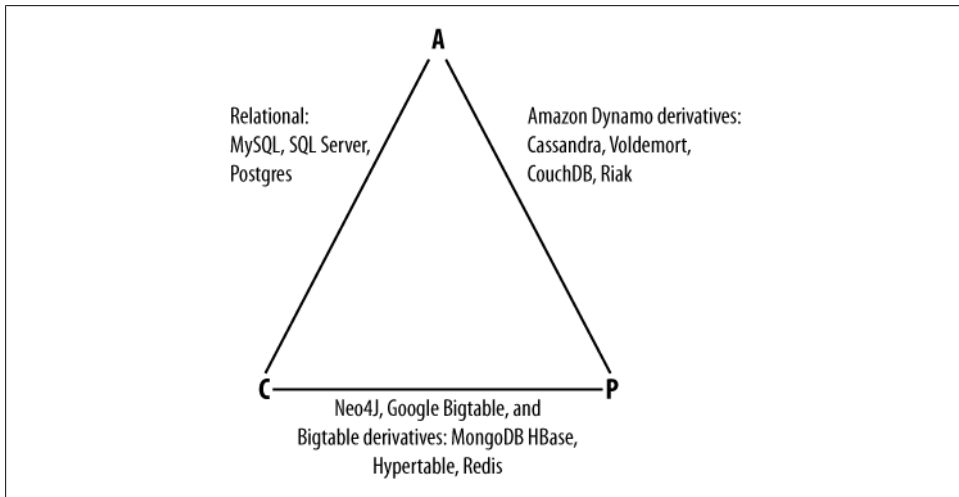 A
Relational:
MySQL, SQL Server,
Postgres
Amazon Dynamo derivatives:
Cassandra, Voldemort,
CouchDB, Riak
C
P
Neo4J, Google Bigtable, and
Bigtable derivatives: MongoDB HBase,
Hypertable, Redis